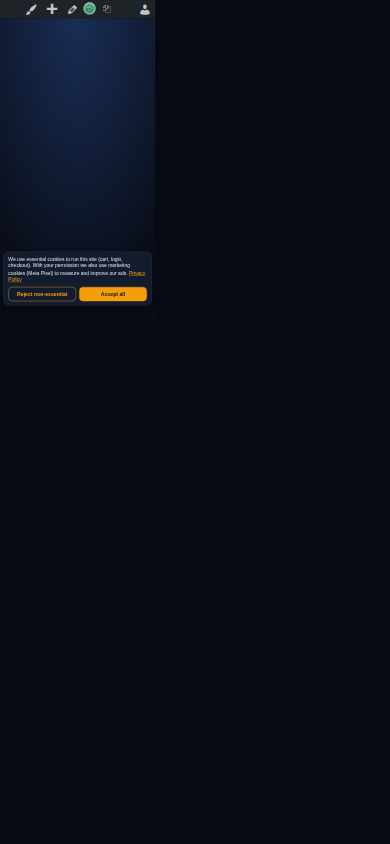 We use essential cookies to run this site (cart, login,
checkout). With your permission we also use marketing
cookies (Meta Pixel) to measure and improve our ads. Privacy
Policy
Reject non-essential
Accept all